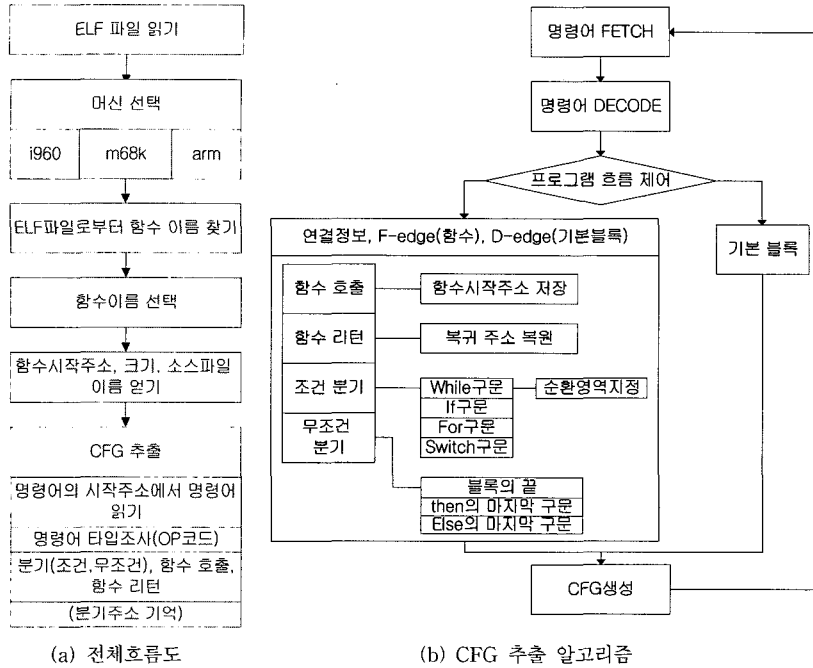 ELF 파일 읽기
머신 선택
i960
m68k
arm
ELF파일로부터 함수 이름 찾기
함수이름 선택
함수시작주소, 크기, 소스파일
이름 얻기
CFG 추출
명령어의 시작주소에서 명령어
읽기
명령어 타입조사(OP코드)
분기(조건,무조건), 함수 호출,
함수 리턴
(분기주소 기억)
(a) 전체흐름도
명령어 FETCH
명령어 DECODE
프로그램 흐름 제어
연결정보, F-edge(함수), D-edge(기본블록)
기본 블록
함수 호출
함수시작주소 저장
함수 리턴
복귀 주소 복원
조건 분기
While구문
순환영역지정
If구문
For구문
Switch구문
무조건
분기
블록의 끝
then의 마지막 구문
Else의 마지막 구문
CFG생성
(b) CFG 추출 알고리즘